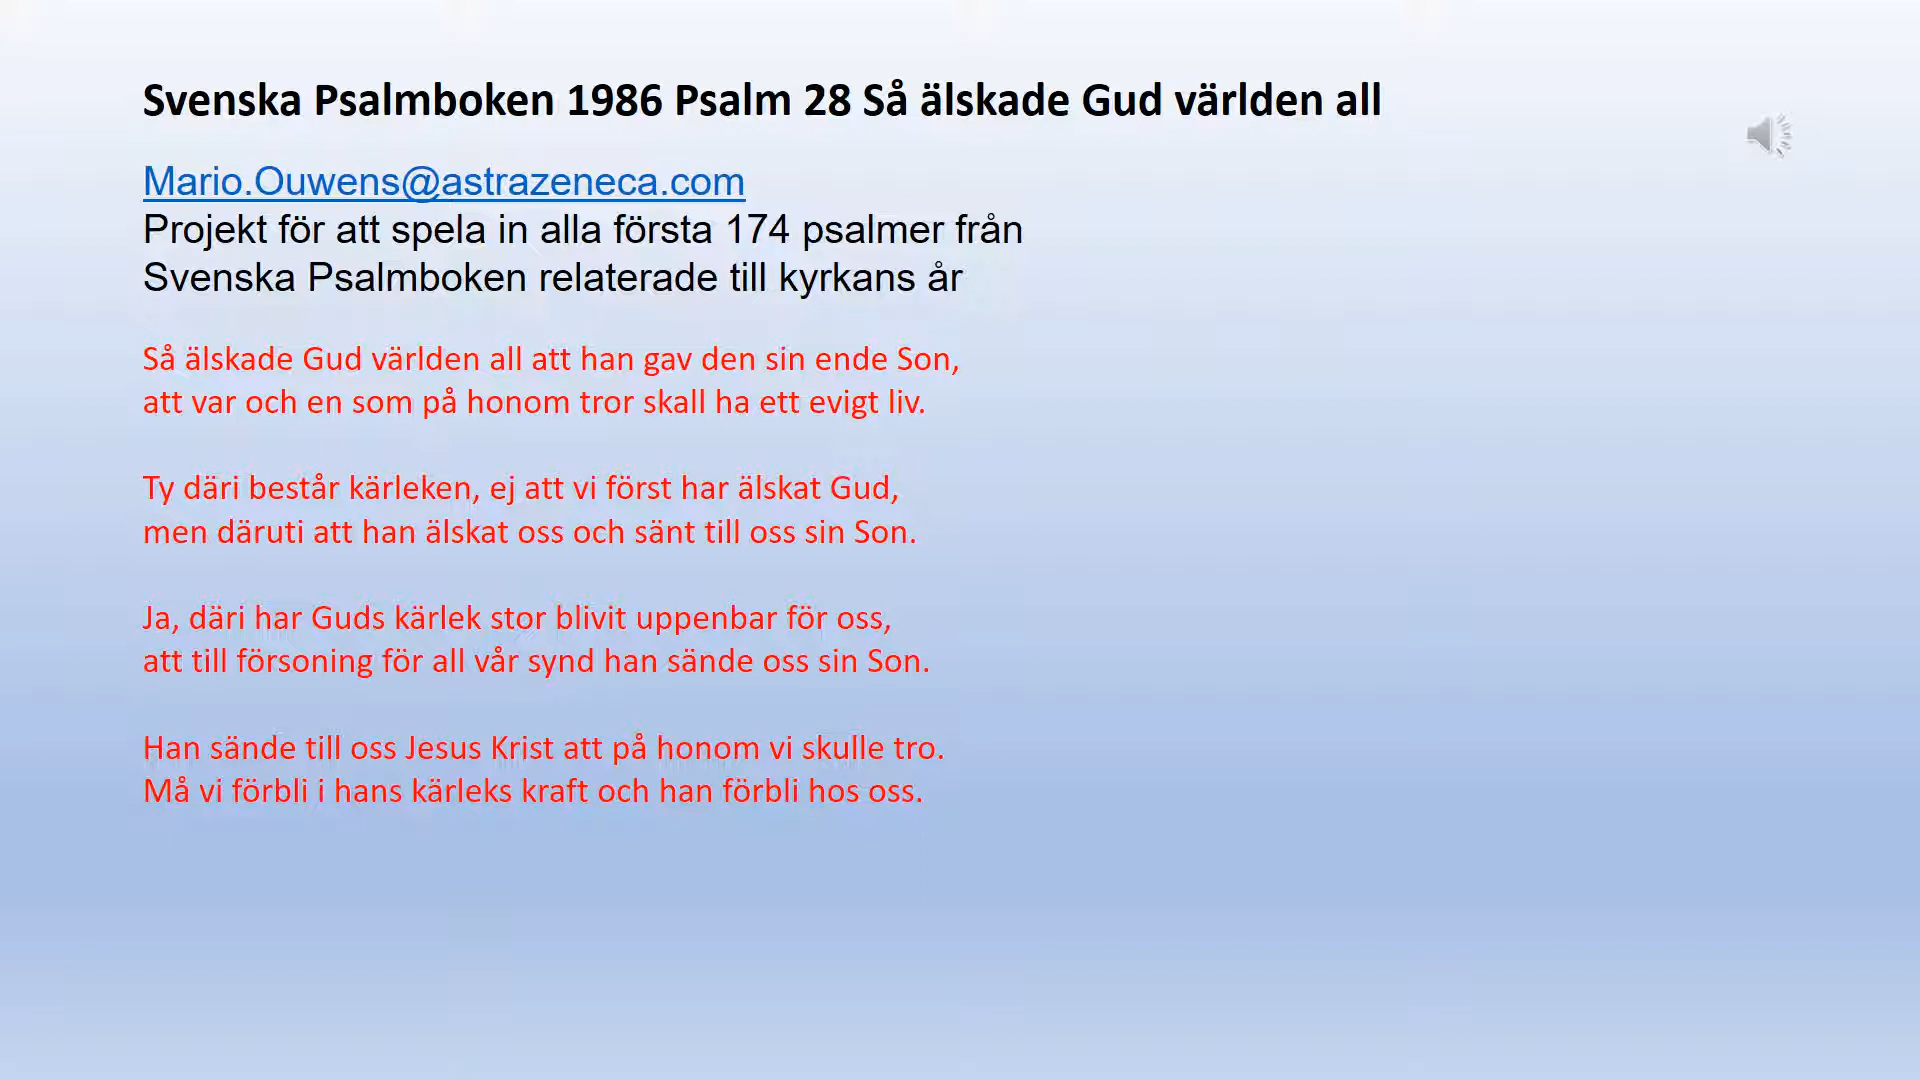 Svenska Psalmboken 1986 Psalm 28 Så älskade Gud världen all
Mario.Ouwens@astrazeneca.com
Projekt för att spela in alla första 174 psalmer från
Svenska Psalmboken relaterade till kyrkans år
Så älskade Gud världen all att han gav den sin ende Son,
att var och en som på honom tror skall ha ett evigt liv.
Ty däri består kärleken, ej att vi först har älskat Gud,
men däruti att han älskat oss och sänt till oss sin Son.
Ja, däri har Guds kärlek stor blivit uppenbar för oss,
att till försoning för all vår synd han sände oss sin Son.
Han sände till oss Jesus Krist att på honom vi skulle tro.
Må vi förbli i hans kärleks kraft och han förbli hos oss.